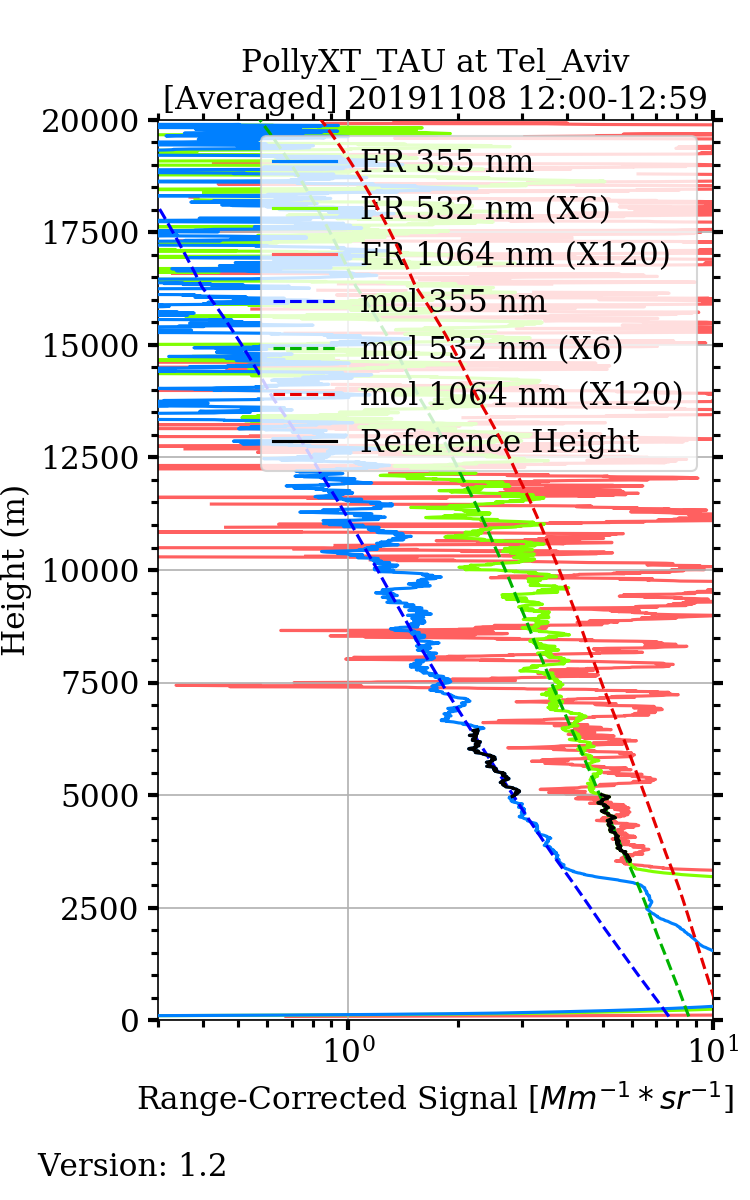 PollyXT_TAU at Tel_Aviv
[Averaged] 20191108 12:00-12:59
20000
17500
15000
12500
10000
7500
5000
2500
0
Height (m)
FR 355 nm
FR 532 nm (X6)
FR 1064 nm (X120)
mol 355 nm
mol 532 nm (X6)
mol 1064 nm (X120)
Reference Height
10⁰ 10¹
Range-Corrected Signal [Mm⁻¹ * sr⁻¹]
Version: 1.2